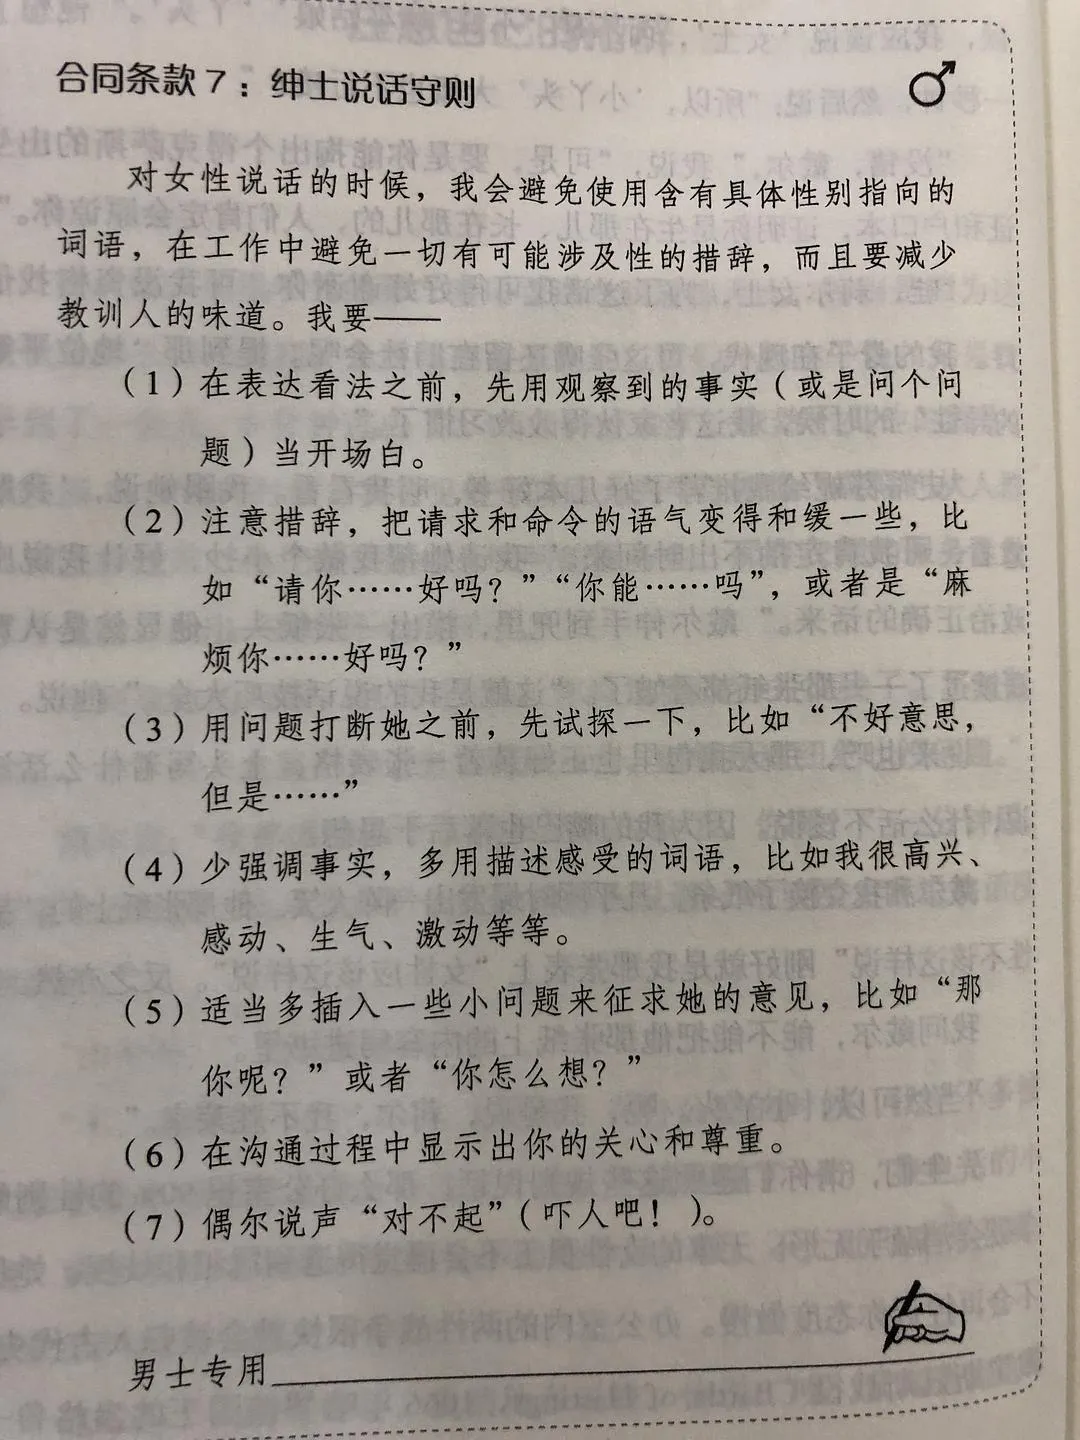 合同条款7：绅士说话守则
对女性说话的时候，我会避免使用含有具体性别指向的
词语，在工作中避免一切有可能涉及性的措辞，而且要减少
教训人的味道。我要——
（1）在表达看法之前，先用观察到的事实（或是问个问
题）当开场白。
（2）注意措辞，把请求和命令的语气变得和缓一些，比
如“请你……好吗？”“你能……吗”，或者是“麻
烦你……好吗？”
（3）用问题打断她之前，先试探一下，比如“不好意思，
但是……”
（4）少强调事实，多用描述感受的词语，比如我很高兴、
感动、生气、激动等等。
（5）适当多插入一些小问题来征求她的意见，比如“那
你呢？”或者“你怎么想？”
（6）在沟通过程中显示出你的关心和尊重。
（7）偶尔说声“对不起”（吓人吧！）。
男士专用